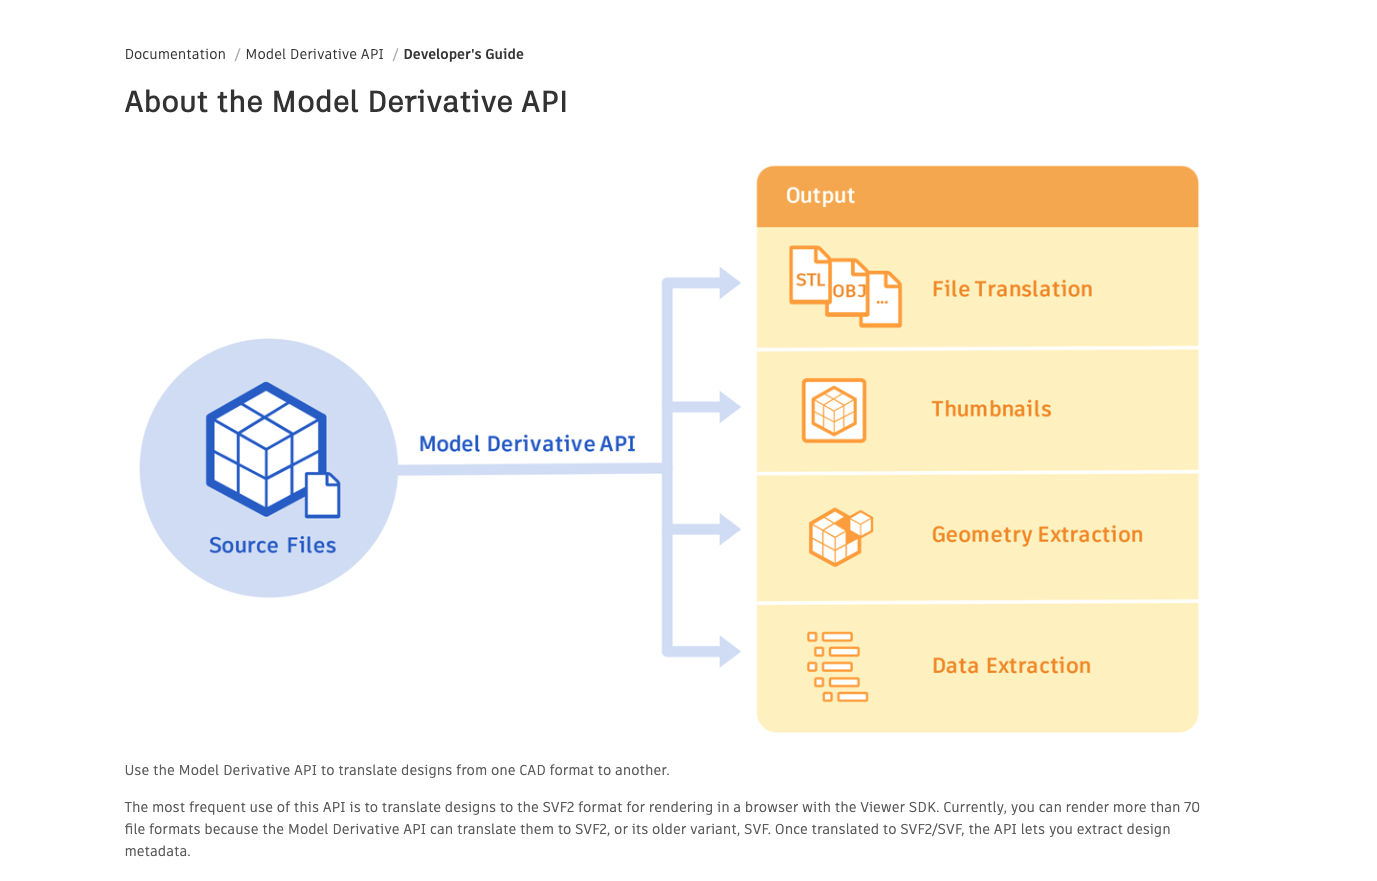 Documentation / Model Derivative API / Developer's Guide
About the Model Derivative API
Output
STL
OBJ
...
File Translation
Thumbnails
Model Derivative API
Geometry Extraction
Source Files
Data Extraction
Use the Model Derivative API to translate designs from one CAD format to another.
The most frequent use of this API is to translate designs to the SVF2 format for rendering in a browser with the Viewer SDK. Currently, you can render more than 70
file formats because the Model Derivative API can translate them to SVF2, or its older variant, SVF. Once translated to SVF2/SVF, the API lets you extract design
metadata.